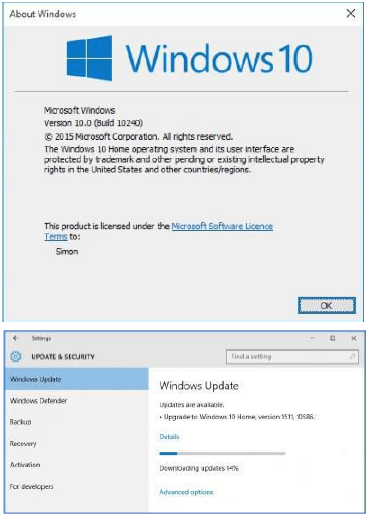 About Windows
Windows 10
Microsoft Windows
Version 10.0 (Build 10240)
© 2015 Microsoft Corporation. All rights reserved.
The Windows 10 Home operating system and its user interface are
protected by trademark and other pending or existing intellectual property
rights in the United States and other countries/regions.
This product is licensed under the Microsoft Software Licence
Terms to:
Simon
OK
Settings
UPDATE & SECURITY
Find a setting
Windows Update
Windows Defender
Backup
Recovery
Activation
For developers
Windows Update
Updates are available.
• Upgrade to Windows 10 Home, version 1511, 10586.
Details
Downloading updates 14%
Advanced options